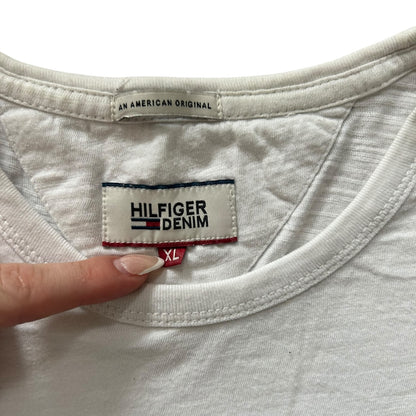 AN AMERICAN ORIGINAL
HILFIGER
DENIM
XL